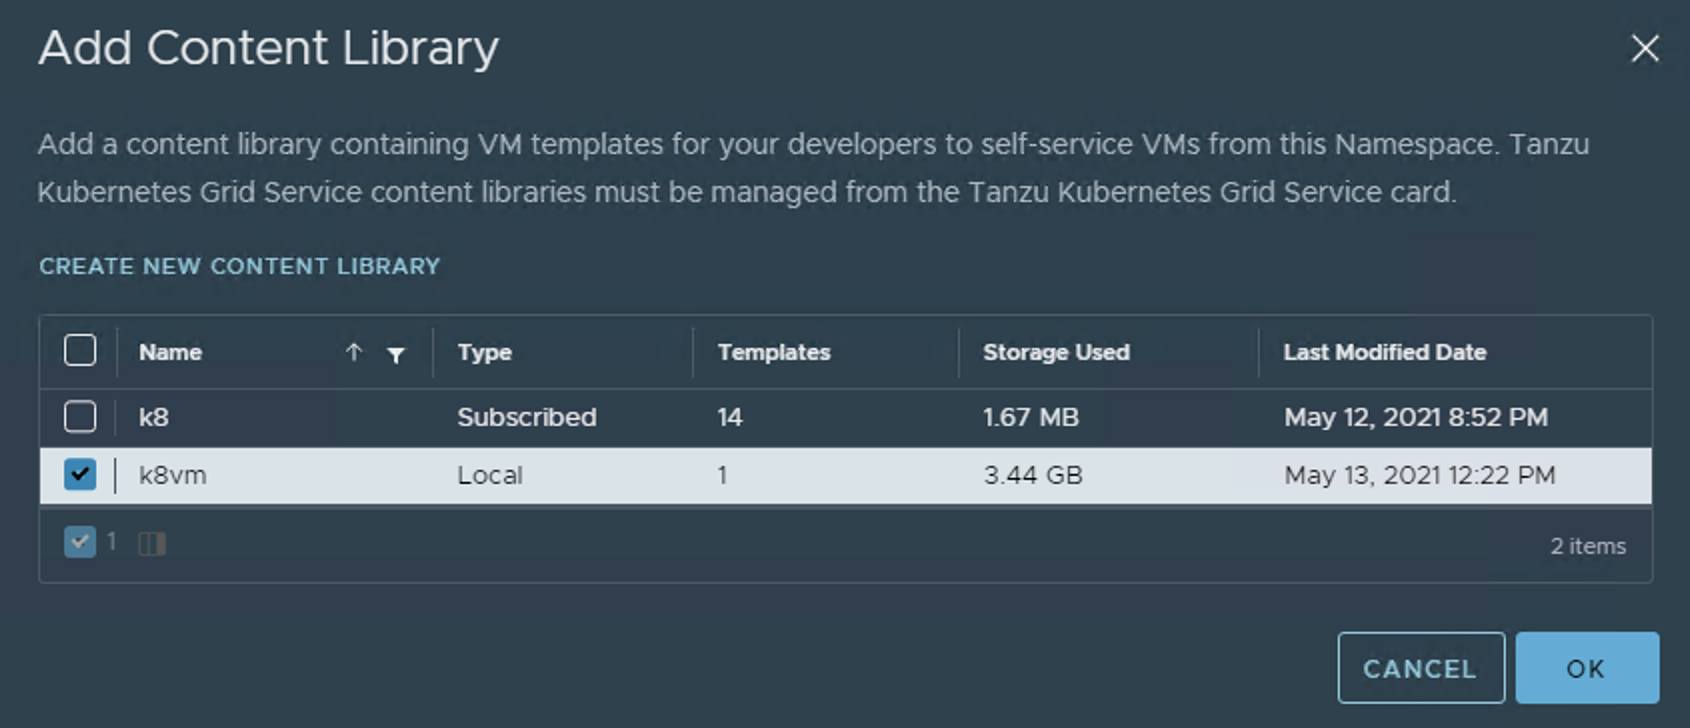 Add Content Library
Add a content library containing VM templates for your developers to self-service VMs from this Namespace. Tanzu
Kubernetes Grid Service content libraries must be managed from the Tanzu Kubernetes Grid Service card.
CREATE NEW CONTENT LIBRARY
Name Type Templates Storage Used Last Modified Date
k8 Subscribed 14 1.67 MB May 12, 2021 8:52 PM
k8vm Local 1 3.44 GB May 13, 2021 12:22 PM
1 2 items
CANCEL OK